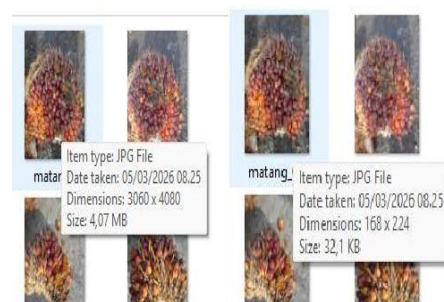 matan
Item type: JPG File
Date taken: 05/03/2026 08.25
Dimensions: 3060 x 4080
Size: 4,07 MB
matang_
Item type: JPG File
Date taken: 05/03/2026 08.25
Dimensions: 168 x 224
Size: 32,1 KB